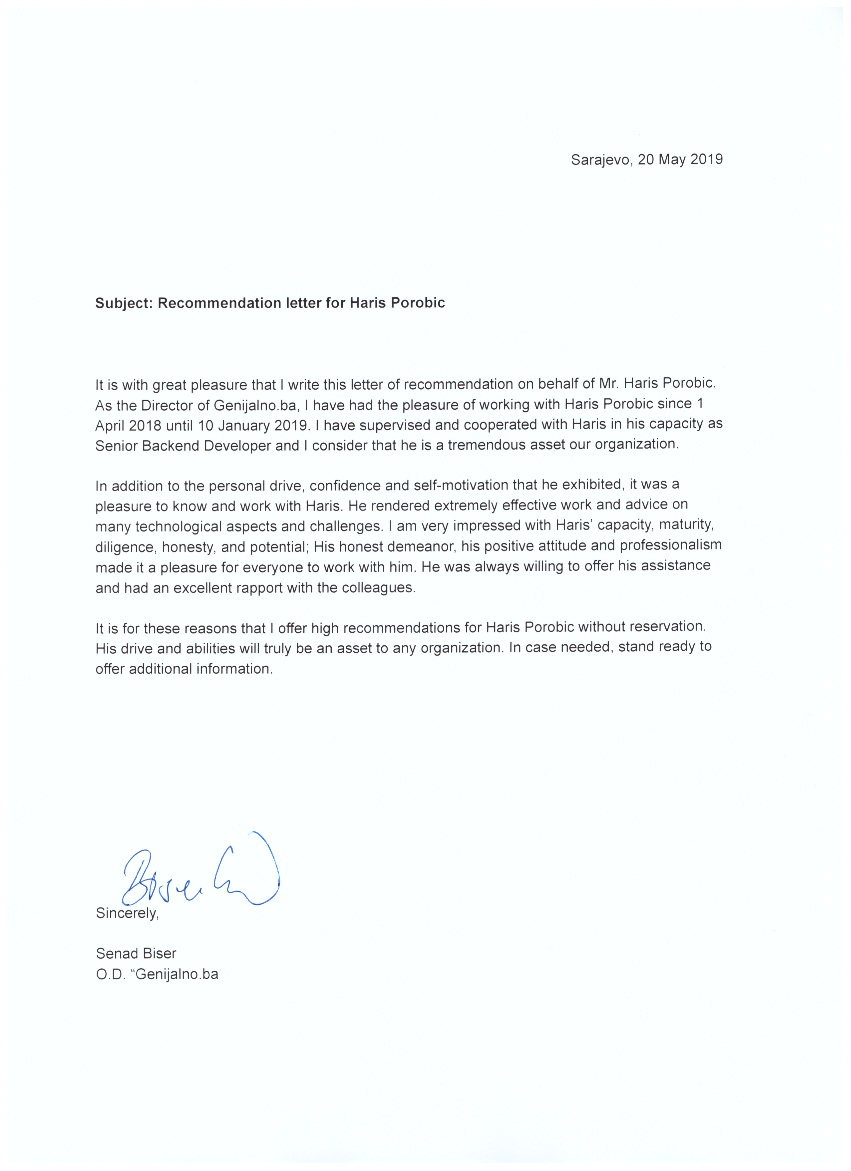 Sarajevo, 20 May 2019
Subject: Recommendation letter for Haris Porobic
It is with great pleasure that I write this letter of recommendation on behalf of Mr. Haris Porobic.
As the Director of Genijalno.ba, I have had the pleasure of working with Haris Porobic since 1
April 2018 until 10 January 2019. I have supervised and cooperated with Haris in his capacity as
Senior Backend Developer and I consider that he is a tremendous asset our organization.
In addition to the personal drive, confidence and self-motivation that he exhibited, it was a
pleasure to know and work with Haris. He rendered extremely effective work and advice on
many technological aspects and challenges. I am very impressed with Haris' capacity, maturity,
diligence, honesty, and potential; His honest demeanor, his positive attitude and professionalism
made it a pleasure for everyone to work with him. He was always willing to offer his assistance
and had an excellent rapport with the colleagues.
It is for these reasons that I offer high recommendations for Haris Porobic without reservation.
His drive and abilities will truly be an asset to any organization. In case needed, stand ready to
offer additional information.
Sincerely,
Senad Biser
O.D. “Genijalno.ba